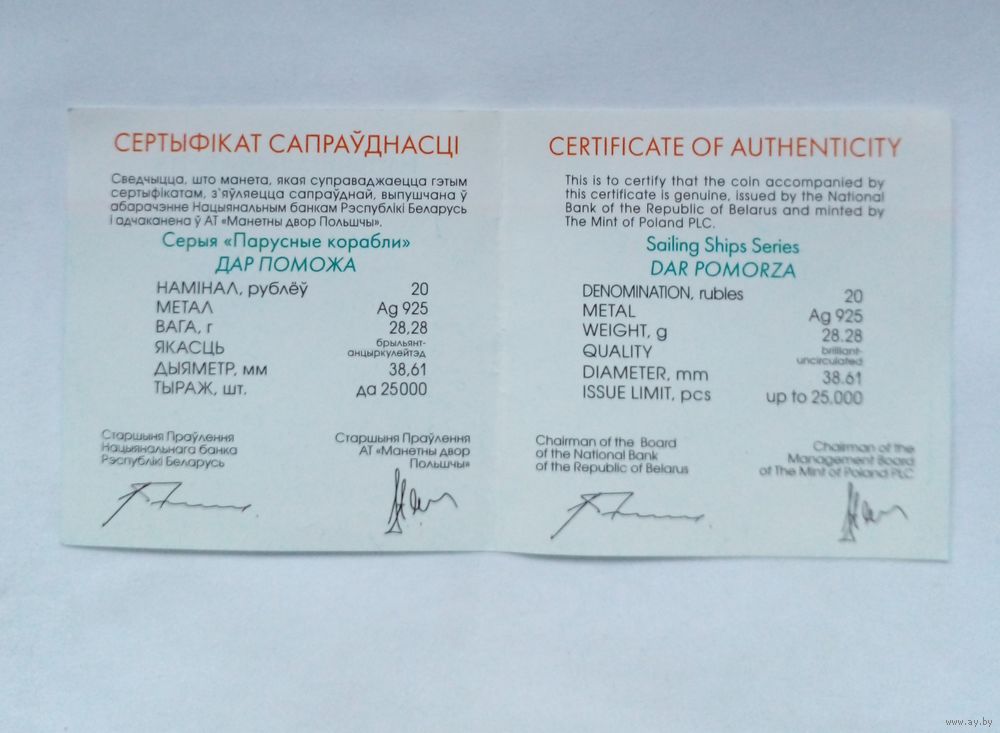 СЕРТЫФІКАТ САПРАЎДНАСЦІ
Сведчыцца, што манета, якая суправаджаецца гэтым
сертыфікатам, з'яўляецца сапраўднай, выпушчана ў
абарачэнне Нацыянальным банкам Рэспублікі Беларусь
і адчаканена ў АТ «Манетны двор Польшчы».
Серыя «Парусные корабли»
ДАР ПОМОЖА
НАМІНАЛ, рублёў 20
МЕТАЛ Ag 925
ВАГА, г 28,28
ЯКАСЦЬ брыльянт-
анцыркулейтэд
ДЫЯМЕТР, мм 38,61
ТЫРАЖ, шт. да 25000
Старшыня Праўлення
Нацыянальнага банка
Рэспублікі Беларусь
Старшыня Праўлення
АТ «Манетны двор
Польшчы»
CERTIFICATE OF AUTHENTICITY
This is to certify that the coin accompanied by
this certificate is genuine, issued by the National
Bank of the Republic of Belarus and minted by
The Mint of Poland PLC.
Sailing Ships Series
DAR POMORZA
DENOMINATION, rubles 20
METAL Ag 925
WEIGHT, g 28.28
QUALITY brilliant-
uncirculated
DIAMETER, mm 38.61
ISSUE LIMIT, pcs up to 25.000
Chairman of the Board
of the National Bank
of the Republic of Belarus
Chairman of the
Management Board
of The Mint of Poland PLC
www.ay.by